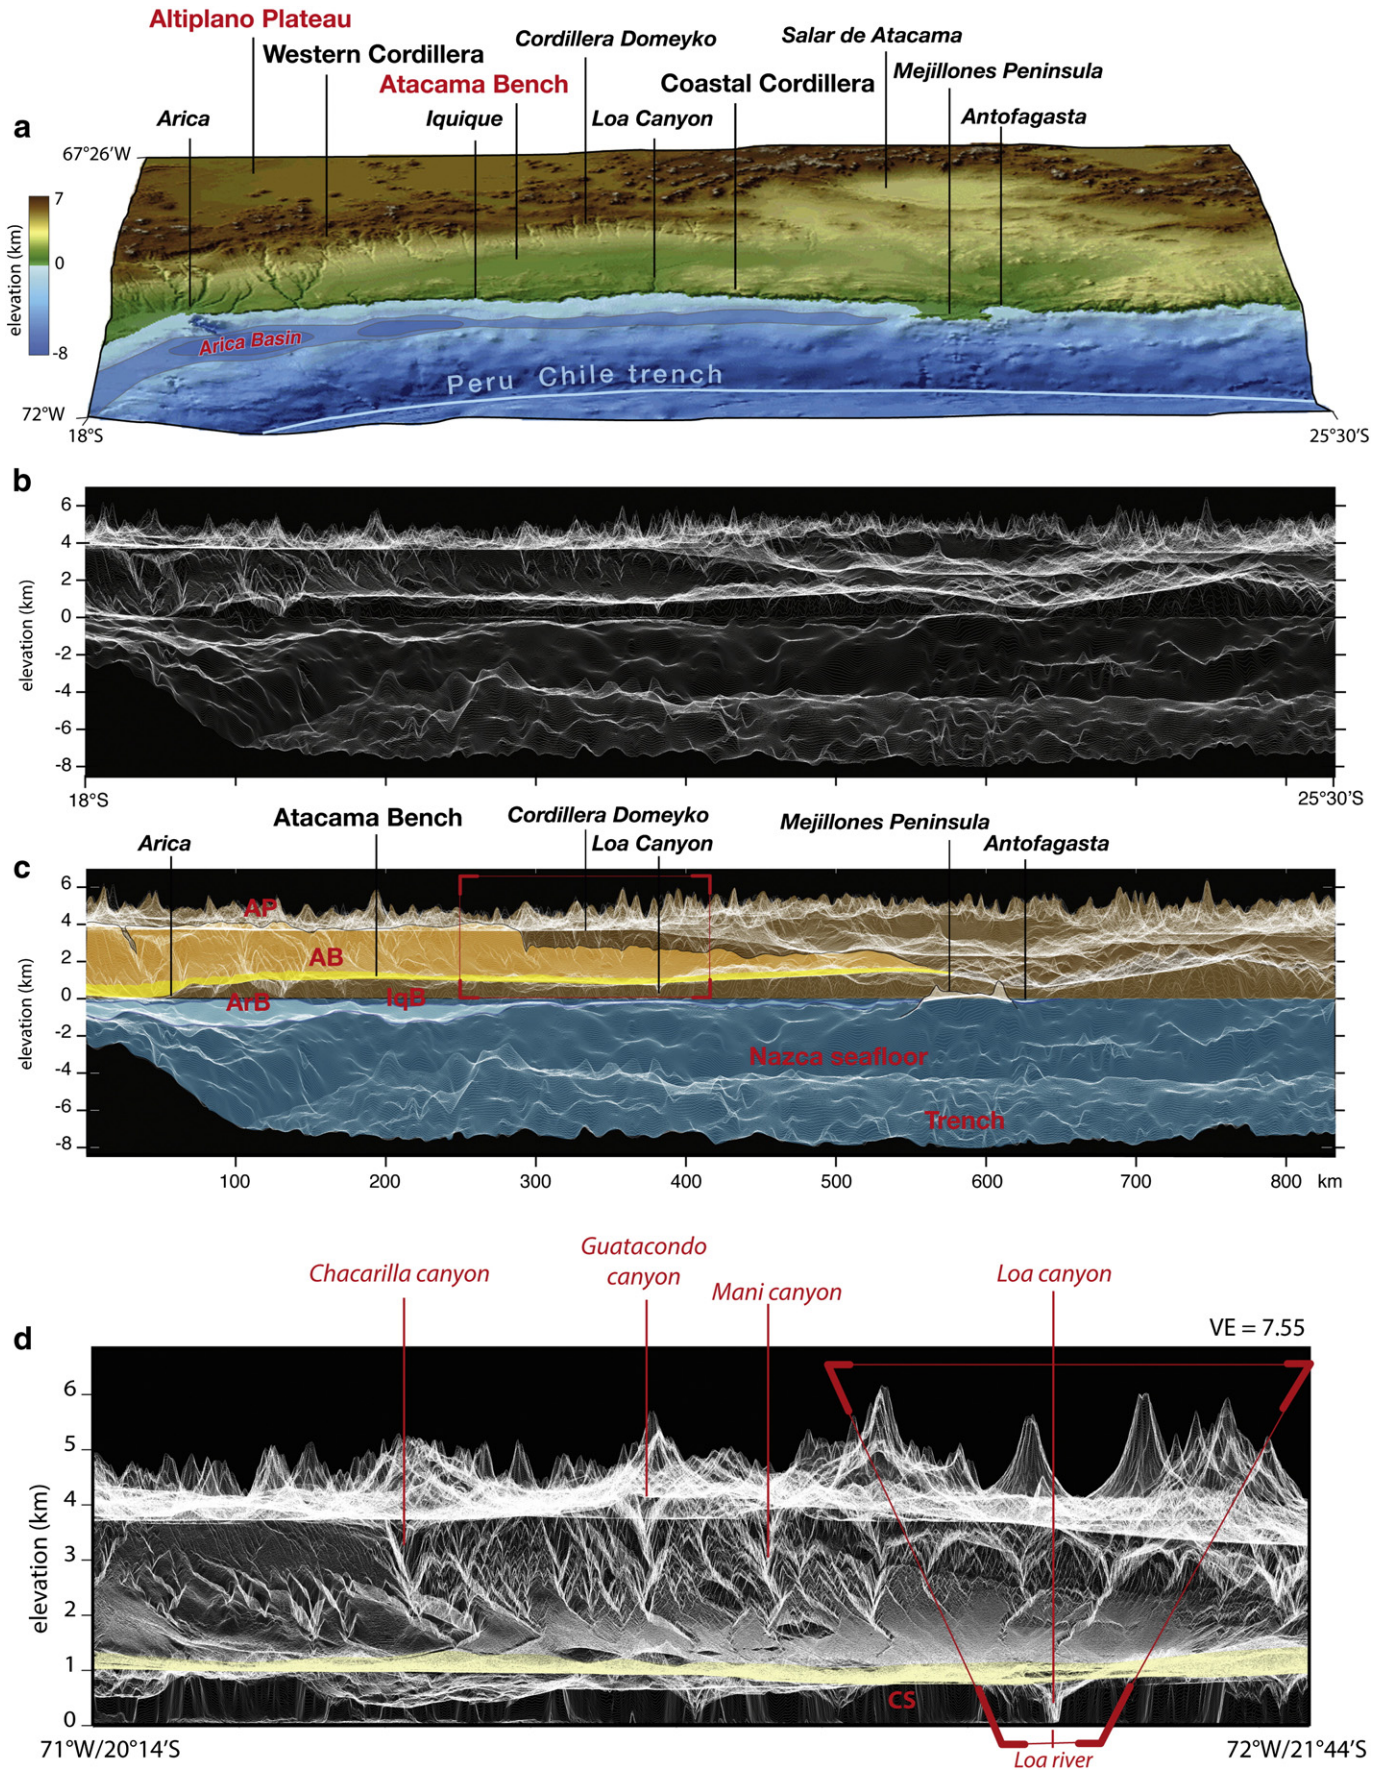 Altiplano Plateau
Western Cordillera
Cordillera Domeyko
Salar de Atacama
Atacama Bench
Coastal Cordillera
Mejillones Peninsula
Arica
Iquique
Loa Canyon
Antofagasta
a
67°26'W
elevation (km)
7
0
-8
Arica Basin
Peru Chile trench
72°W
18°S
25°30'S
b
elevation (km)
6
4
2
0
-2
-4
-6
-8
18°S
25°30'S
Atacama Bench
Cordillera Domeyko
Mejillones Peninsula
Arica
Loa Canyon
Antofagasta
c
elevation (km)
6
4
2
0
-2
-4
-6
-8
AP
AB
ArB
IqB
Nazca seafloor
Trench
100
200
300
400
500
600
700
800
km
Guatacondo
canyon
Chacarilla canyon
Mani canyon
Loa canyon
d
VE = 7.55
elevation (km)
6
5
4
3
2
1
0
CS
71°W/20°14'S
72°W/21°44'S
Loa river